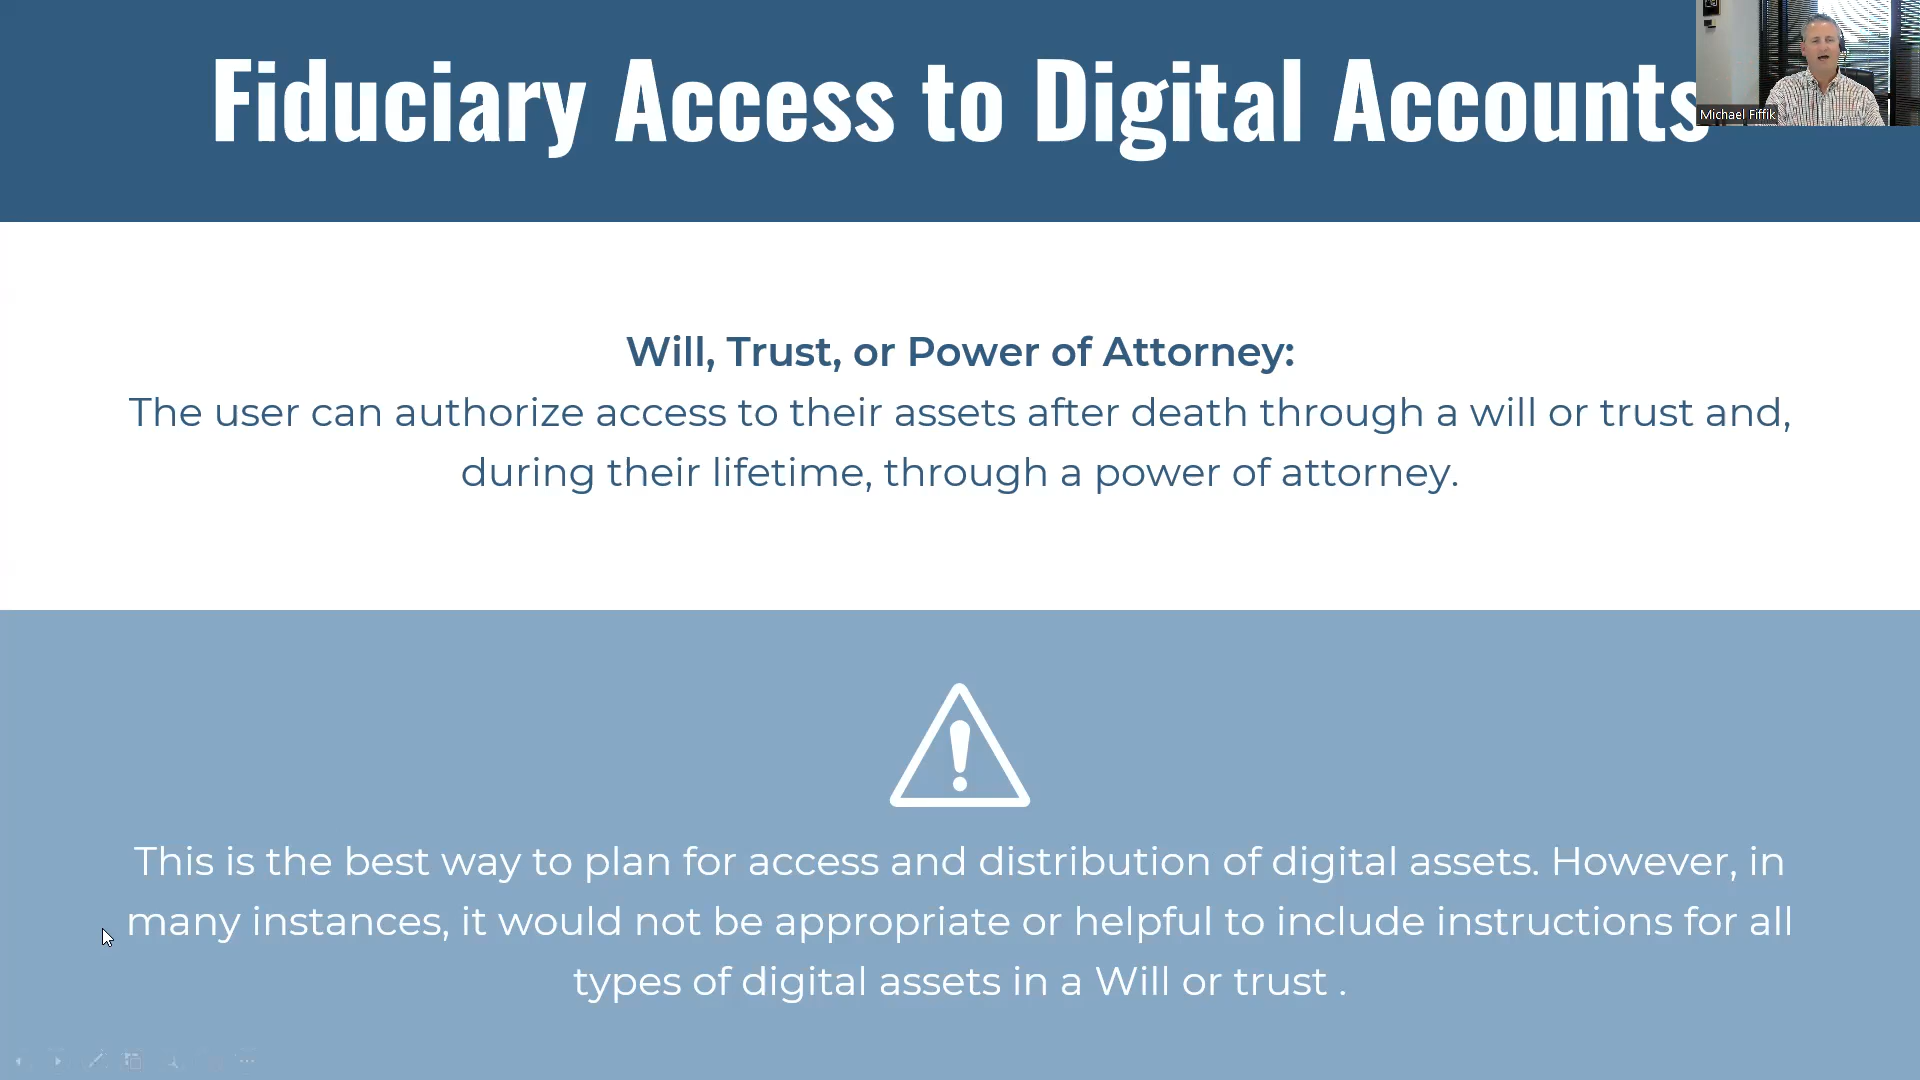 Fiduciary Access to Digital Accounts
Michael Fiffik
Will, Trust, or Power of Attorney:
The user can authorize access to their assets after death through a will or trust and,
during their lifetime, through a power of attorney.
This is the best way to plan for access and distribution of digital assets. However, in
many instances, it would not be appropriate or helpful to include instructions for all
types of digital assets in a Will or trust .